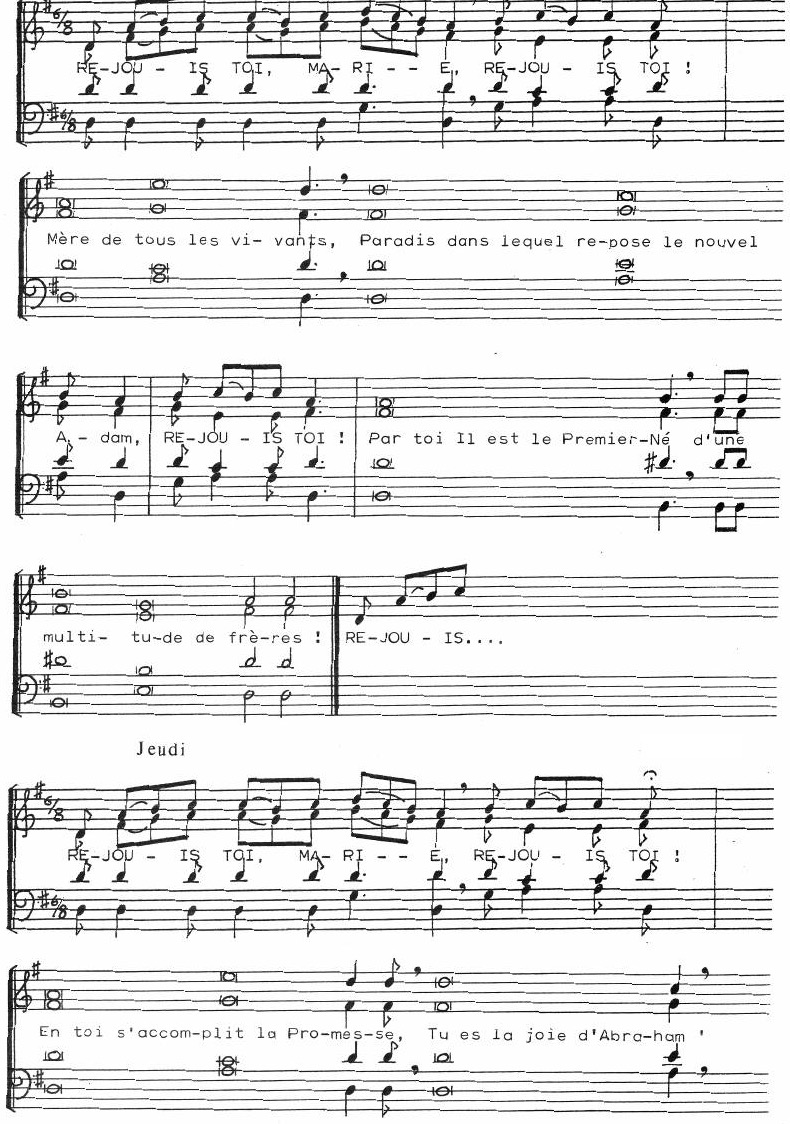 RE-JOU - IS TOI, MA-RI - - E, RE-JOU - IS TOI !
Mère de tous les vi- vants, Paradis dans lequel re-pose le nouvel
A - dam, RE-JOU - IS TOI ! Par toi Il est le Premier-Né d'une
multi- tu-de de frè-res ! RE-JOU - IS....
Jeudi
RE-JOU - IS TOI, MA-RI - - E, RE-JOU - IS TOI !
En toi s'accom-plit la Pro-mes-se, Tu es la joie d'Abra-ham '